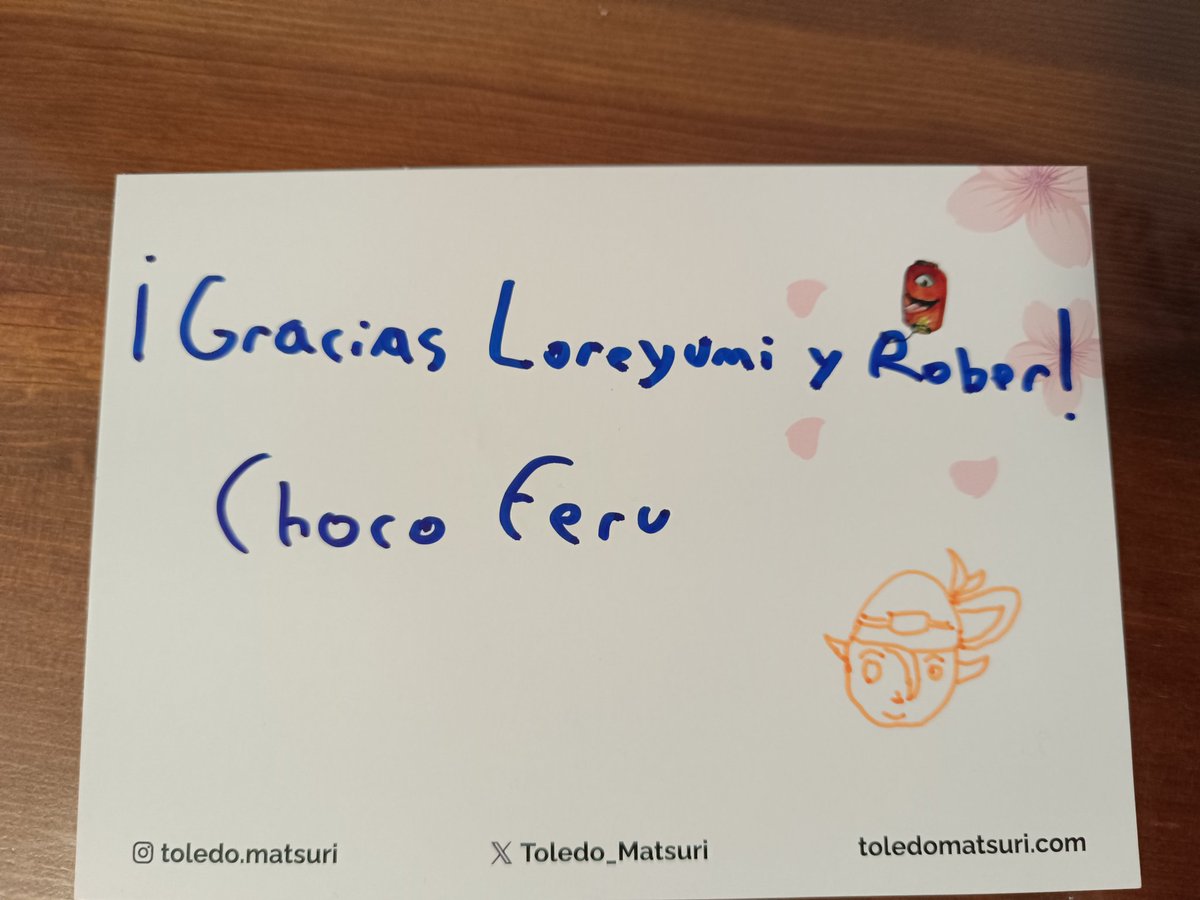 ¡Gracias Loreyumi y Rober!
Choco Feru
toledo.matsuri
X Toledo_Matsuri
toledomatsuri.com